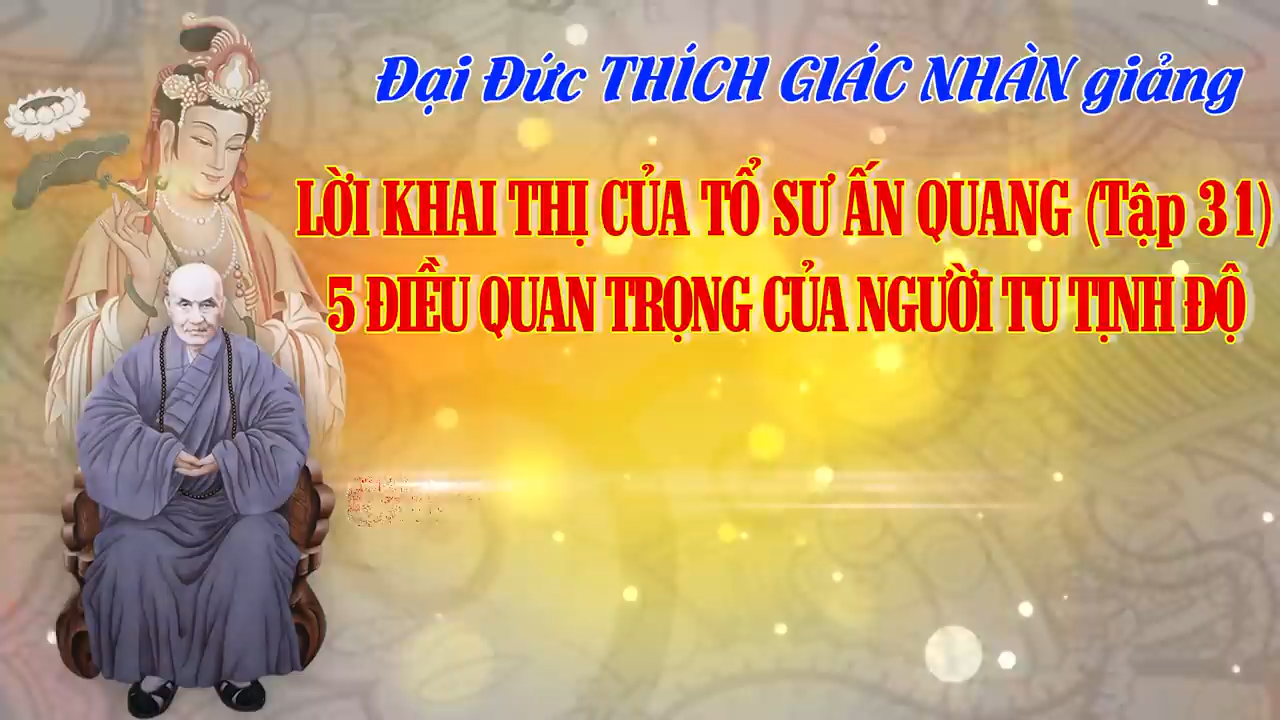 Đại Đức THÍCH GIÁC NHÀN giảng
LỜI KHAI THỊ CỦA TỔ SƯ ẤN QUANG (Tập 31)
5 ĐIỀU QUAN TRỌNG CỦA NGƯỜI TU TỊNH ĐỘ